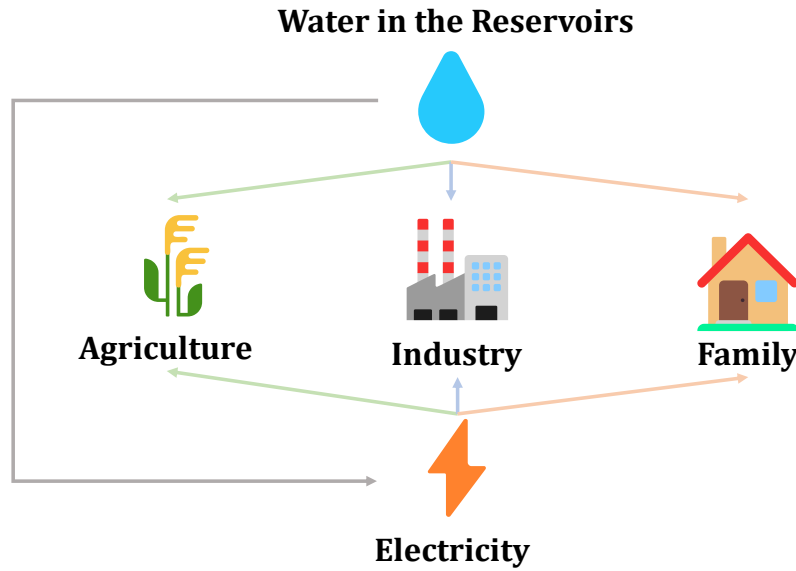 Water in the Reservoirs
Agriculture
Industry
Family
Electricity